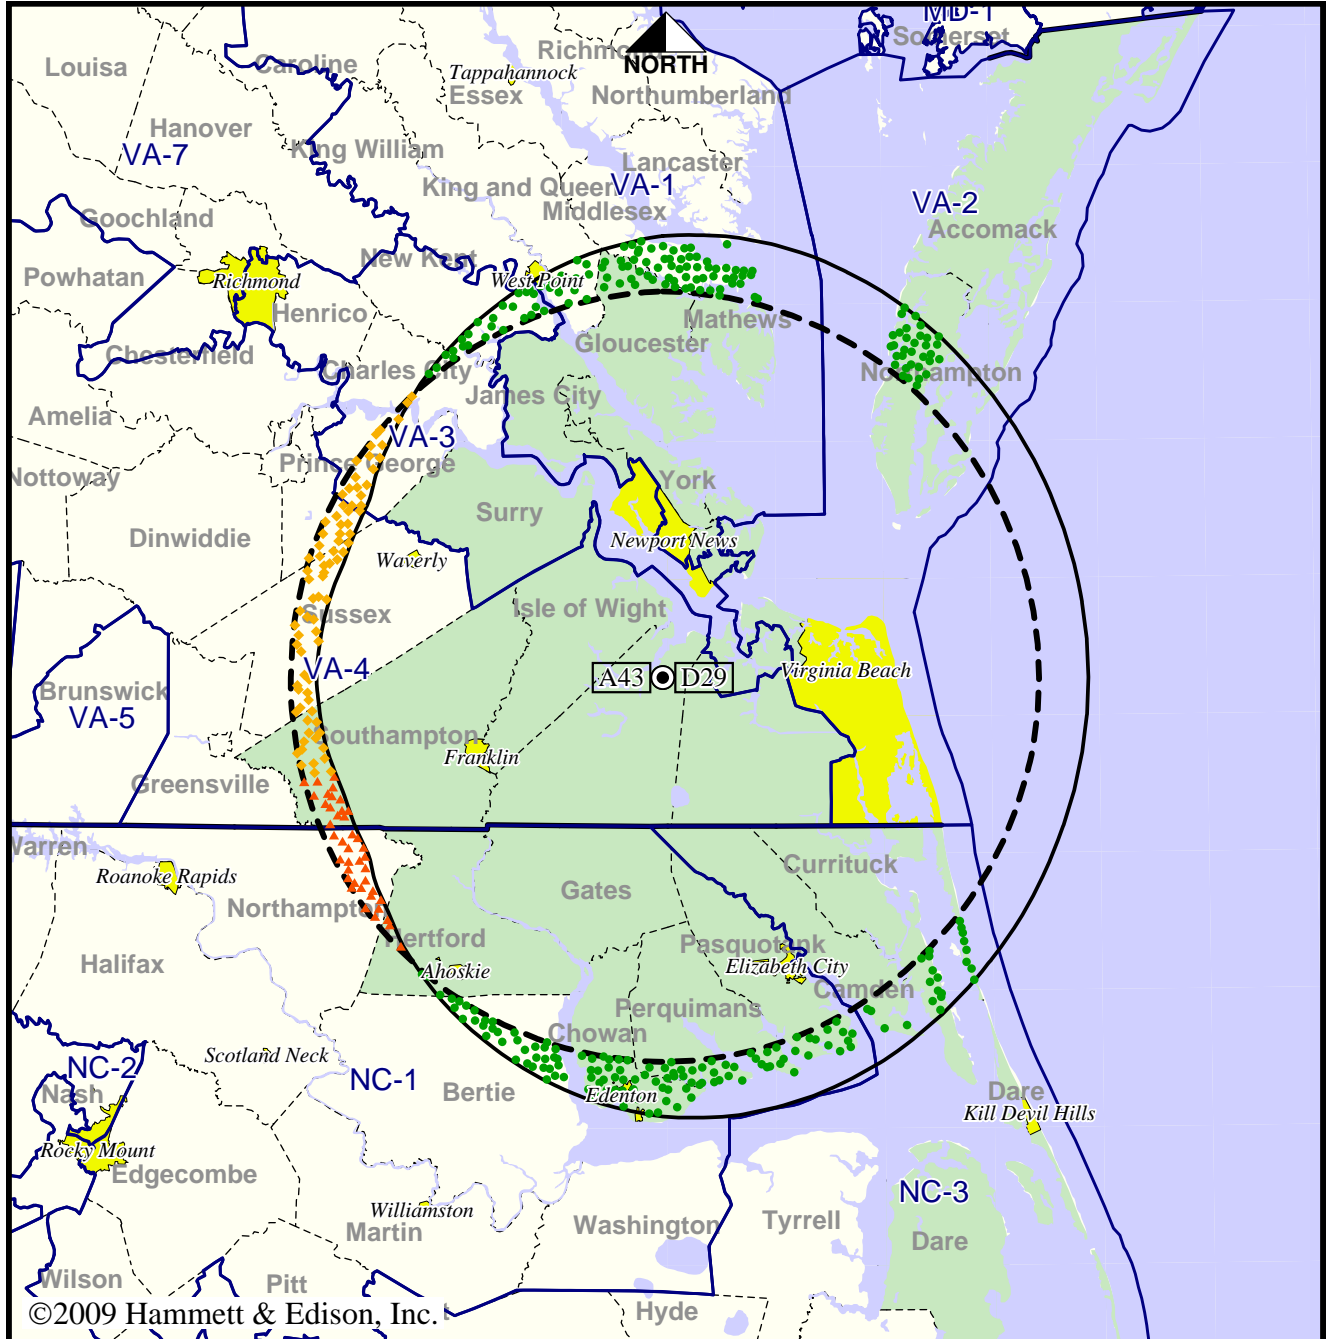 MD-1
Somerset
Richmond
NORTH
Louisa
Caroline
Tappahannock
Essex
Northumberland
Hanover
VA-7
King William
Lancaster
King and Queen
VA-1
Middlesex
VA-2
Accomack
Goochland
New Kent
Powhatan
Richmond
West Point
Henrico
Mathews
Gloucester
Chesterfield
Charles City
Northampton
James City
Amelia
VA-3
Prince George
Nottoway
York
Surry
Dinwiddie
Newport News
Waverly
Isle of Wight
Sussex
VA-4
A43
D29
Virginia Beach
Brunswick
VA-5
Southampton
Franklin
Greensville
Warren
Currituck
Roanoke Rapids
Gates
Northampton
Hertford
Pasquotank
Halifax
Ahoskie
Elizabeth City
Camden
Perquimans
Chowan
Scotland Neck
NC-2
NC-1
Nash
Bertie
Edenton
Dare
Kill Devil Hills
Rocky Mount
Edgecombe
NC-3
Williamston
Martin
Washington
Tyrrell
Dare
Wilson
Pitt
©2009 Hammett & Edison, Inc.
Hyde